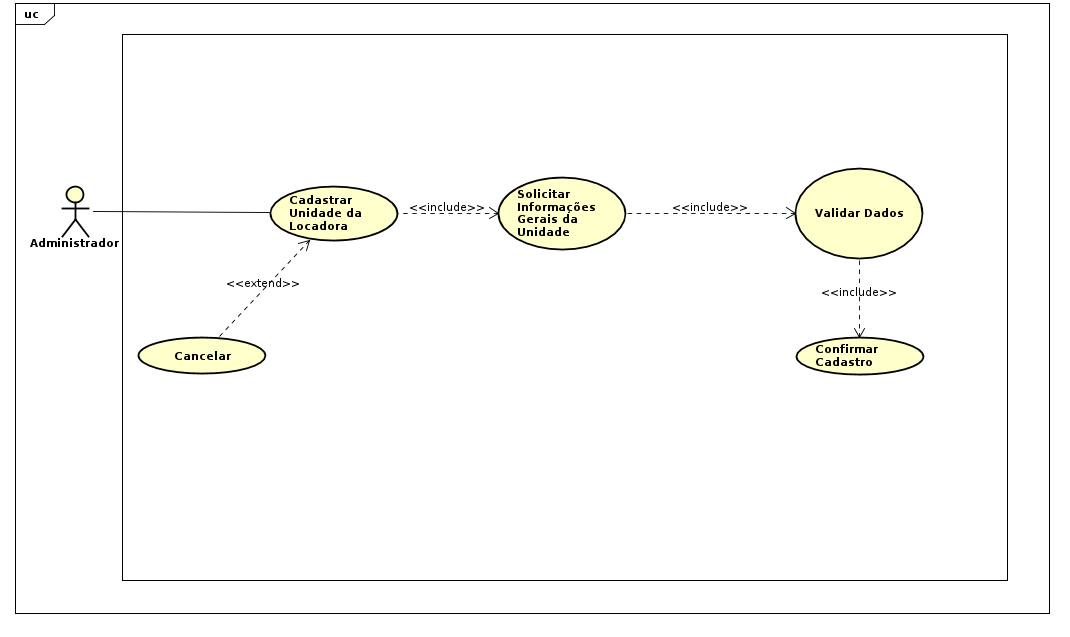 uc
Administrador
Cadastrar
Unidade da
Locadora
<<include>>
Solicitar
Informações
Gerais da
Unidade
<<include>>
Validar Dados
<<extend>>
<<include>>
Cancelar
Confirmar
Cadastro